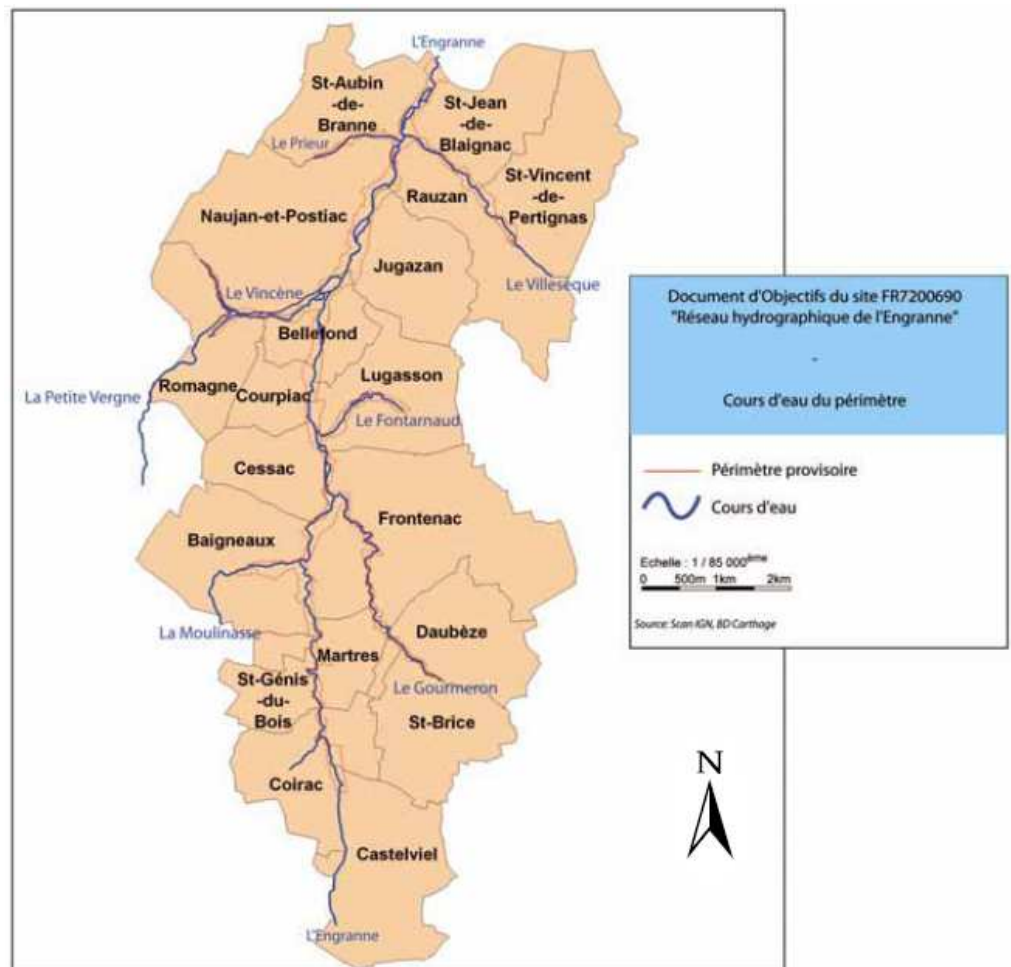 L'Engranne
St-Aubin
-de-
Branne
St-Jean
-de-
Blaignac
Le Prieur
St-Vincent
-de-
Pertignas
Rauzan
Naujan-et-Postiac
Jugazan
Le Villesèque
Le Vincène
Bellefond
Lugasson
Romagne
Courpiac
La Petite Vergne
Le Fontarnaud
Cessac
Frontenac
Baigneaux
La Moulinasse
Daubèze
Martres
St-Génis
-du-
Bois
Le Gourmeron
St-Brice
Coirac
Castelviel
L'Engranne
Document d'Objectifs du site FR7200690
"Réseau hydrographique de l'Engranne"
-
Cours d'eau du périmètre
Périmètre provisoire
Cours d'eau
Echelle : 1 / 85 000ème
0 500m 1km 2km
Source: Scan IGN, BD Carthage
N